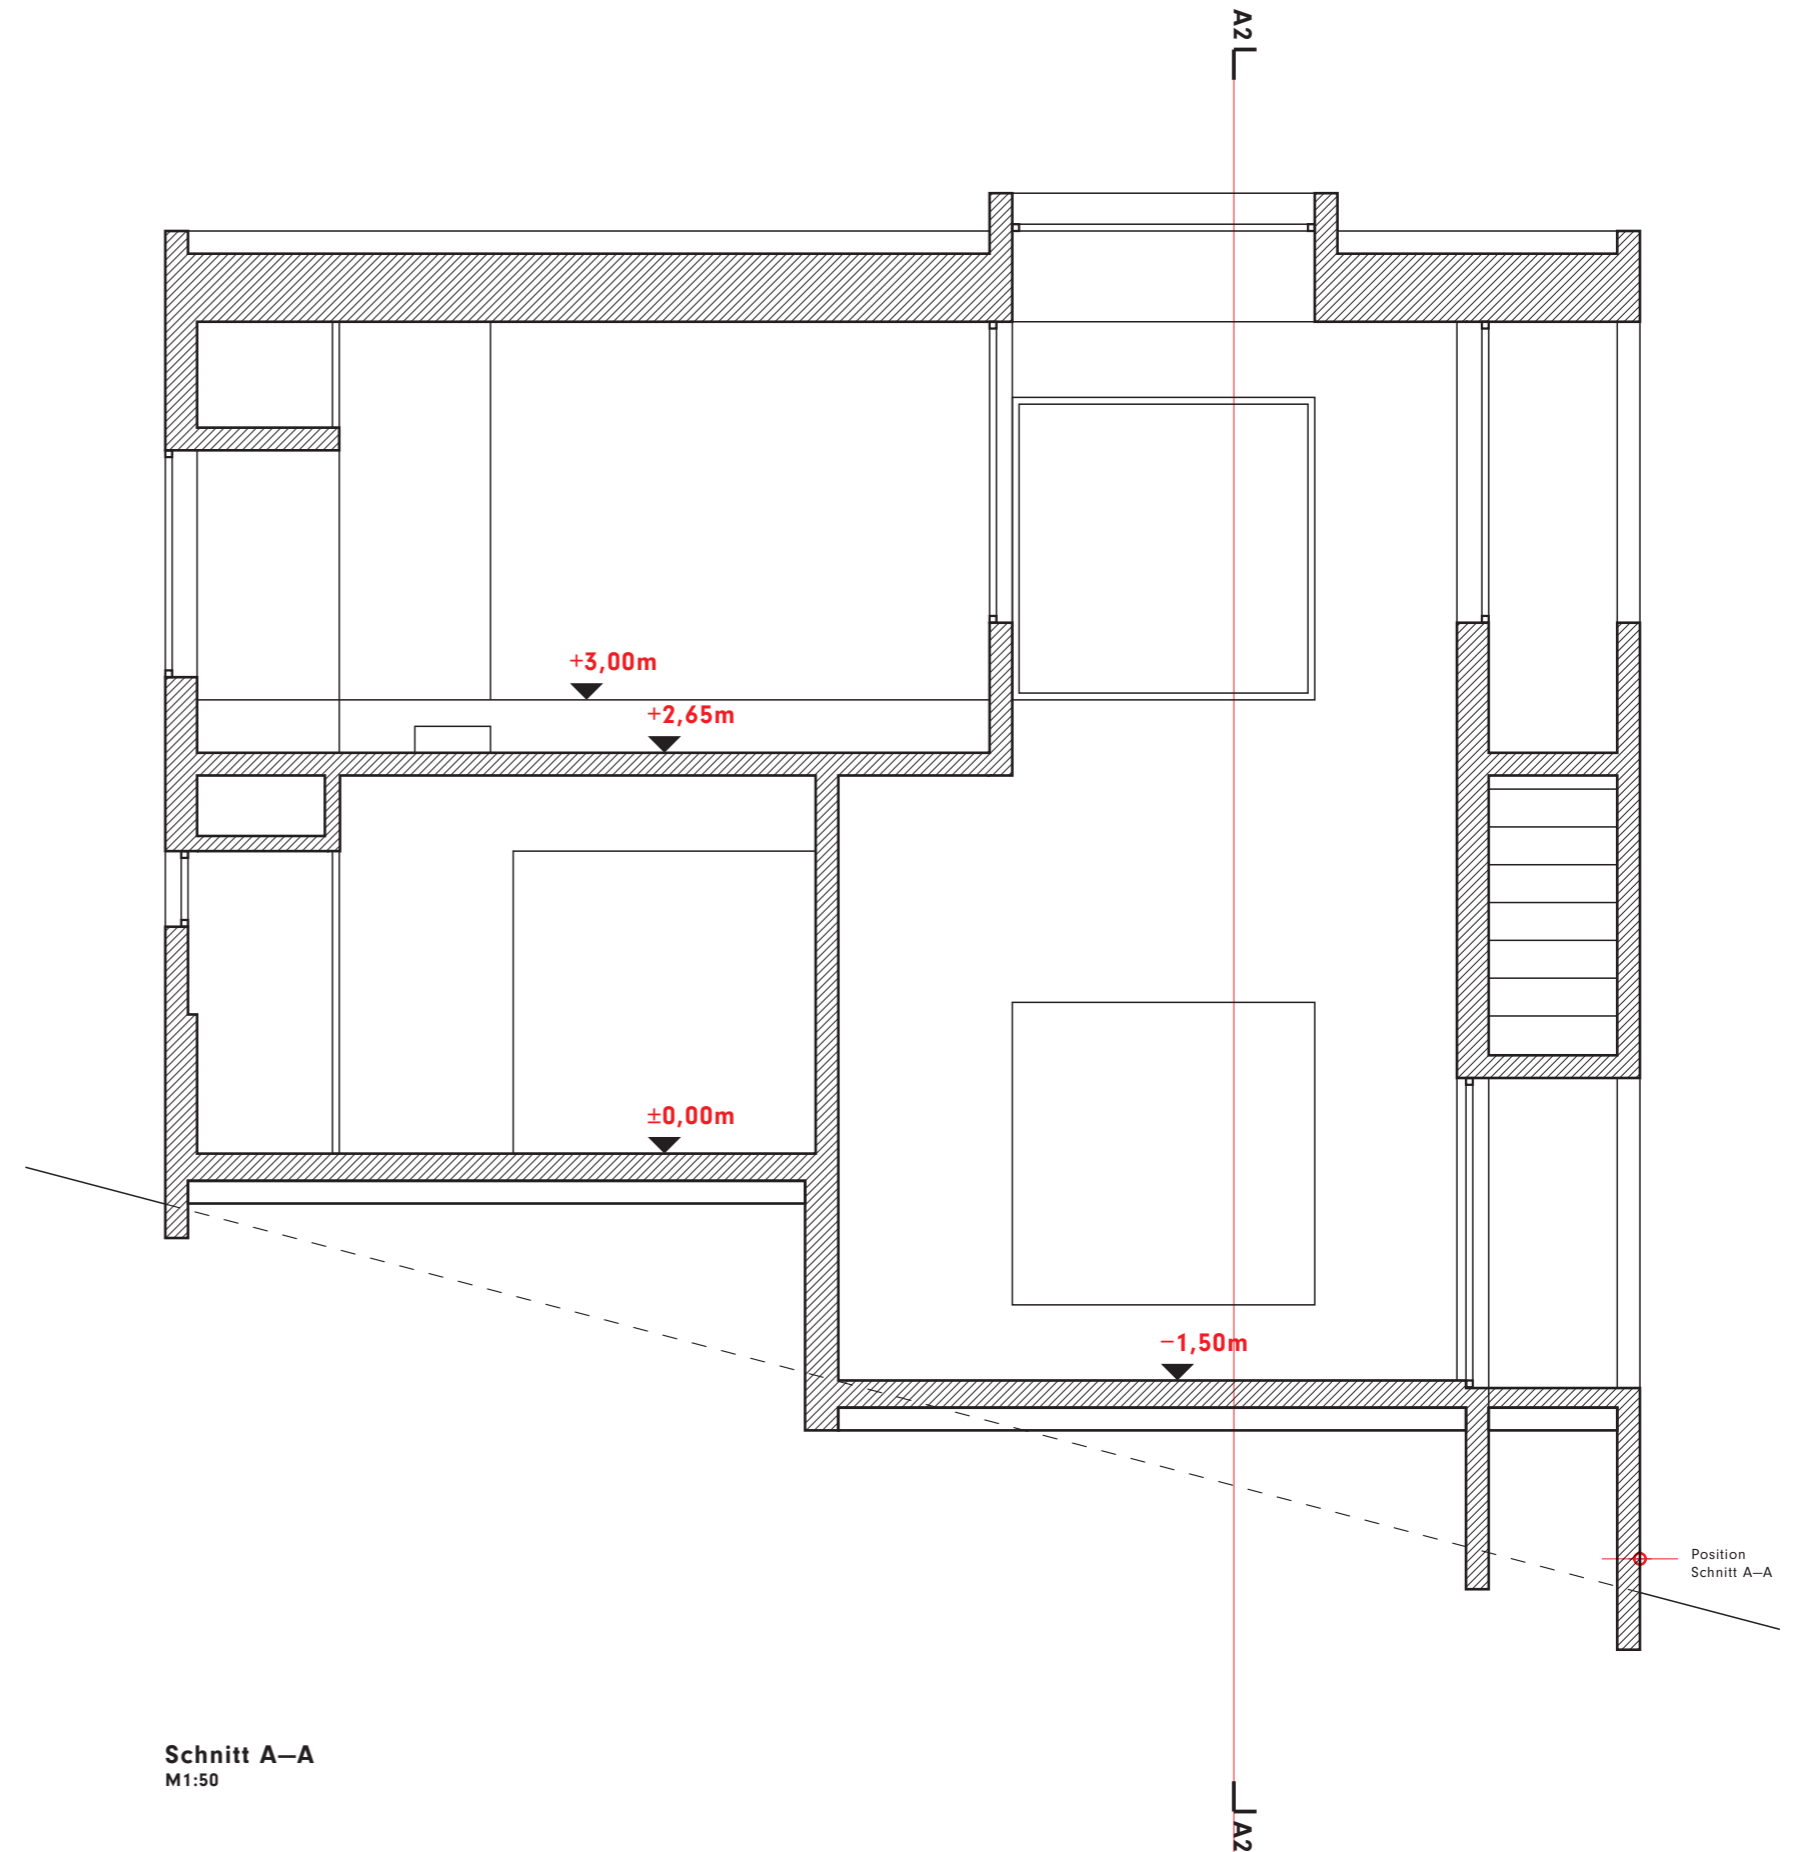 A2
+3,00m
+2,65m
±0,00m
−1,50m
Position
Schnitt A—A
Schnitt A—A
M1:50
A2